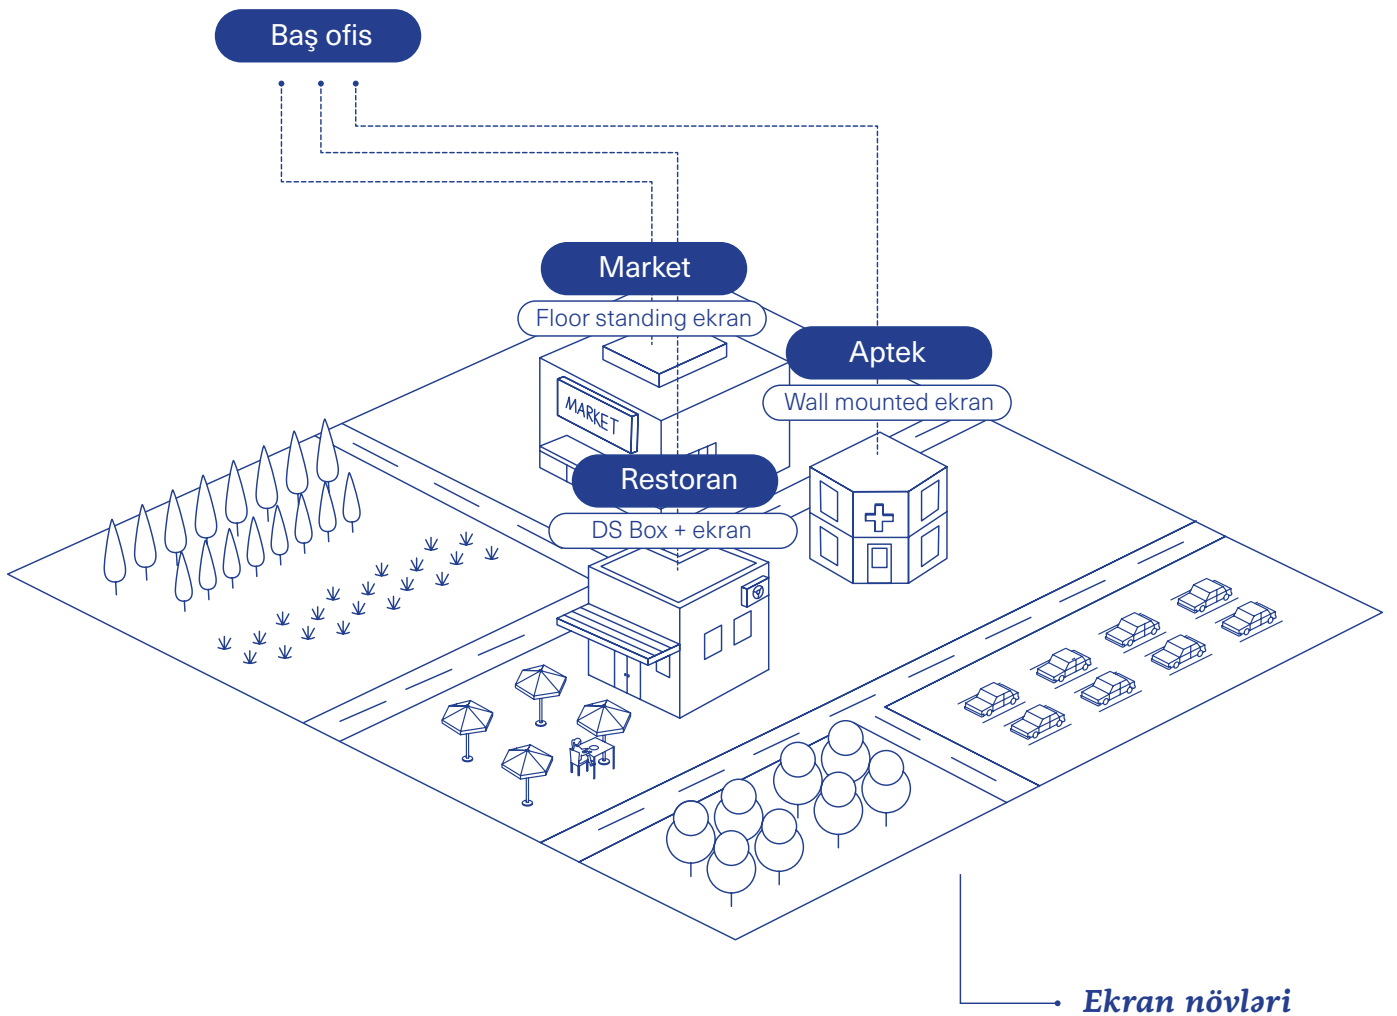 Baş ofis
Market
Floor standing ekran
Aptek
Wall mounted ekran
MARKET
Restoran
DS Box + ekran
Ekran növləri